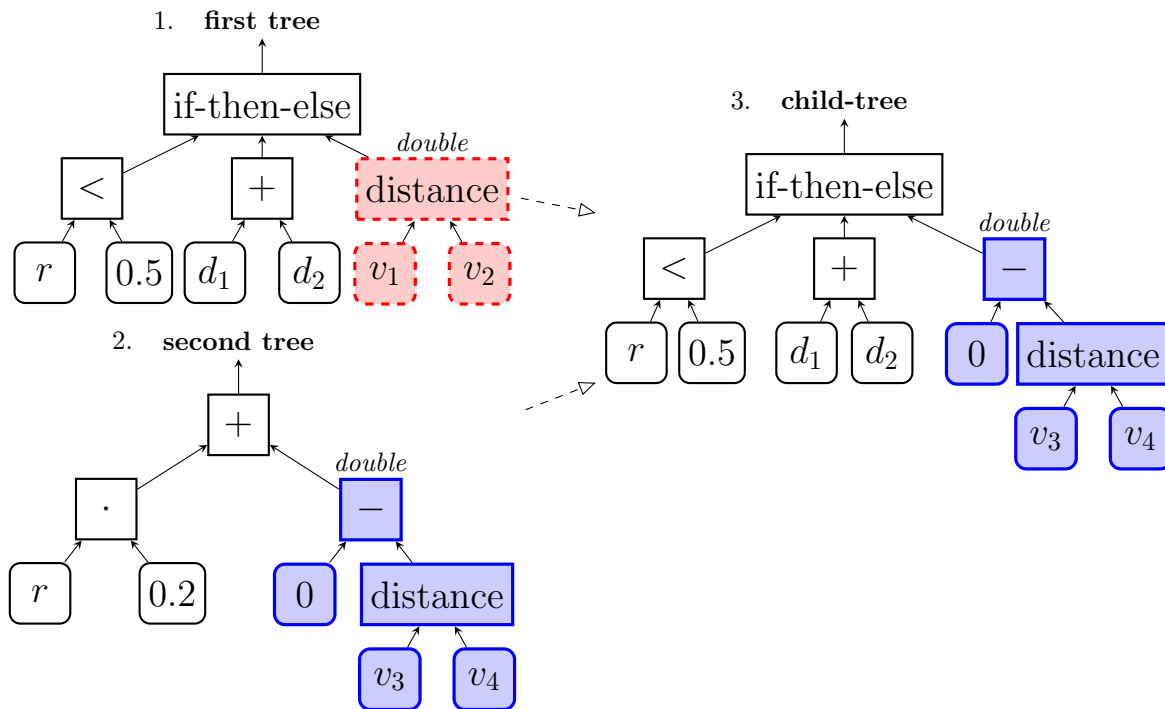 1. first tree
if-then-else
double
< + distance
r 0.5 d₁ d₂ v₁ v₂
2. second tree
+
double
· −
r 0.2 0 distance
v₃ v₄
3. child-tree
if-then-else
double
< + −
r 0.5 d₁ d₂ 0 distance
v₃ v₄